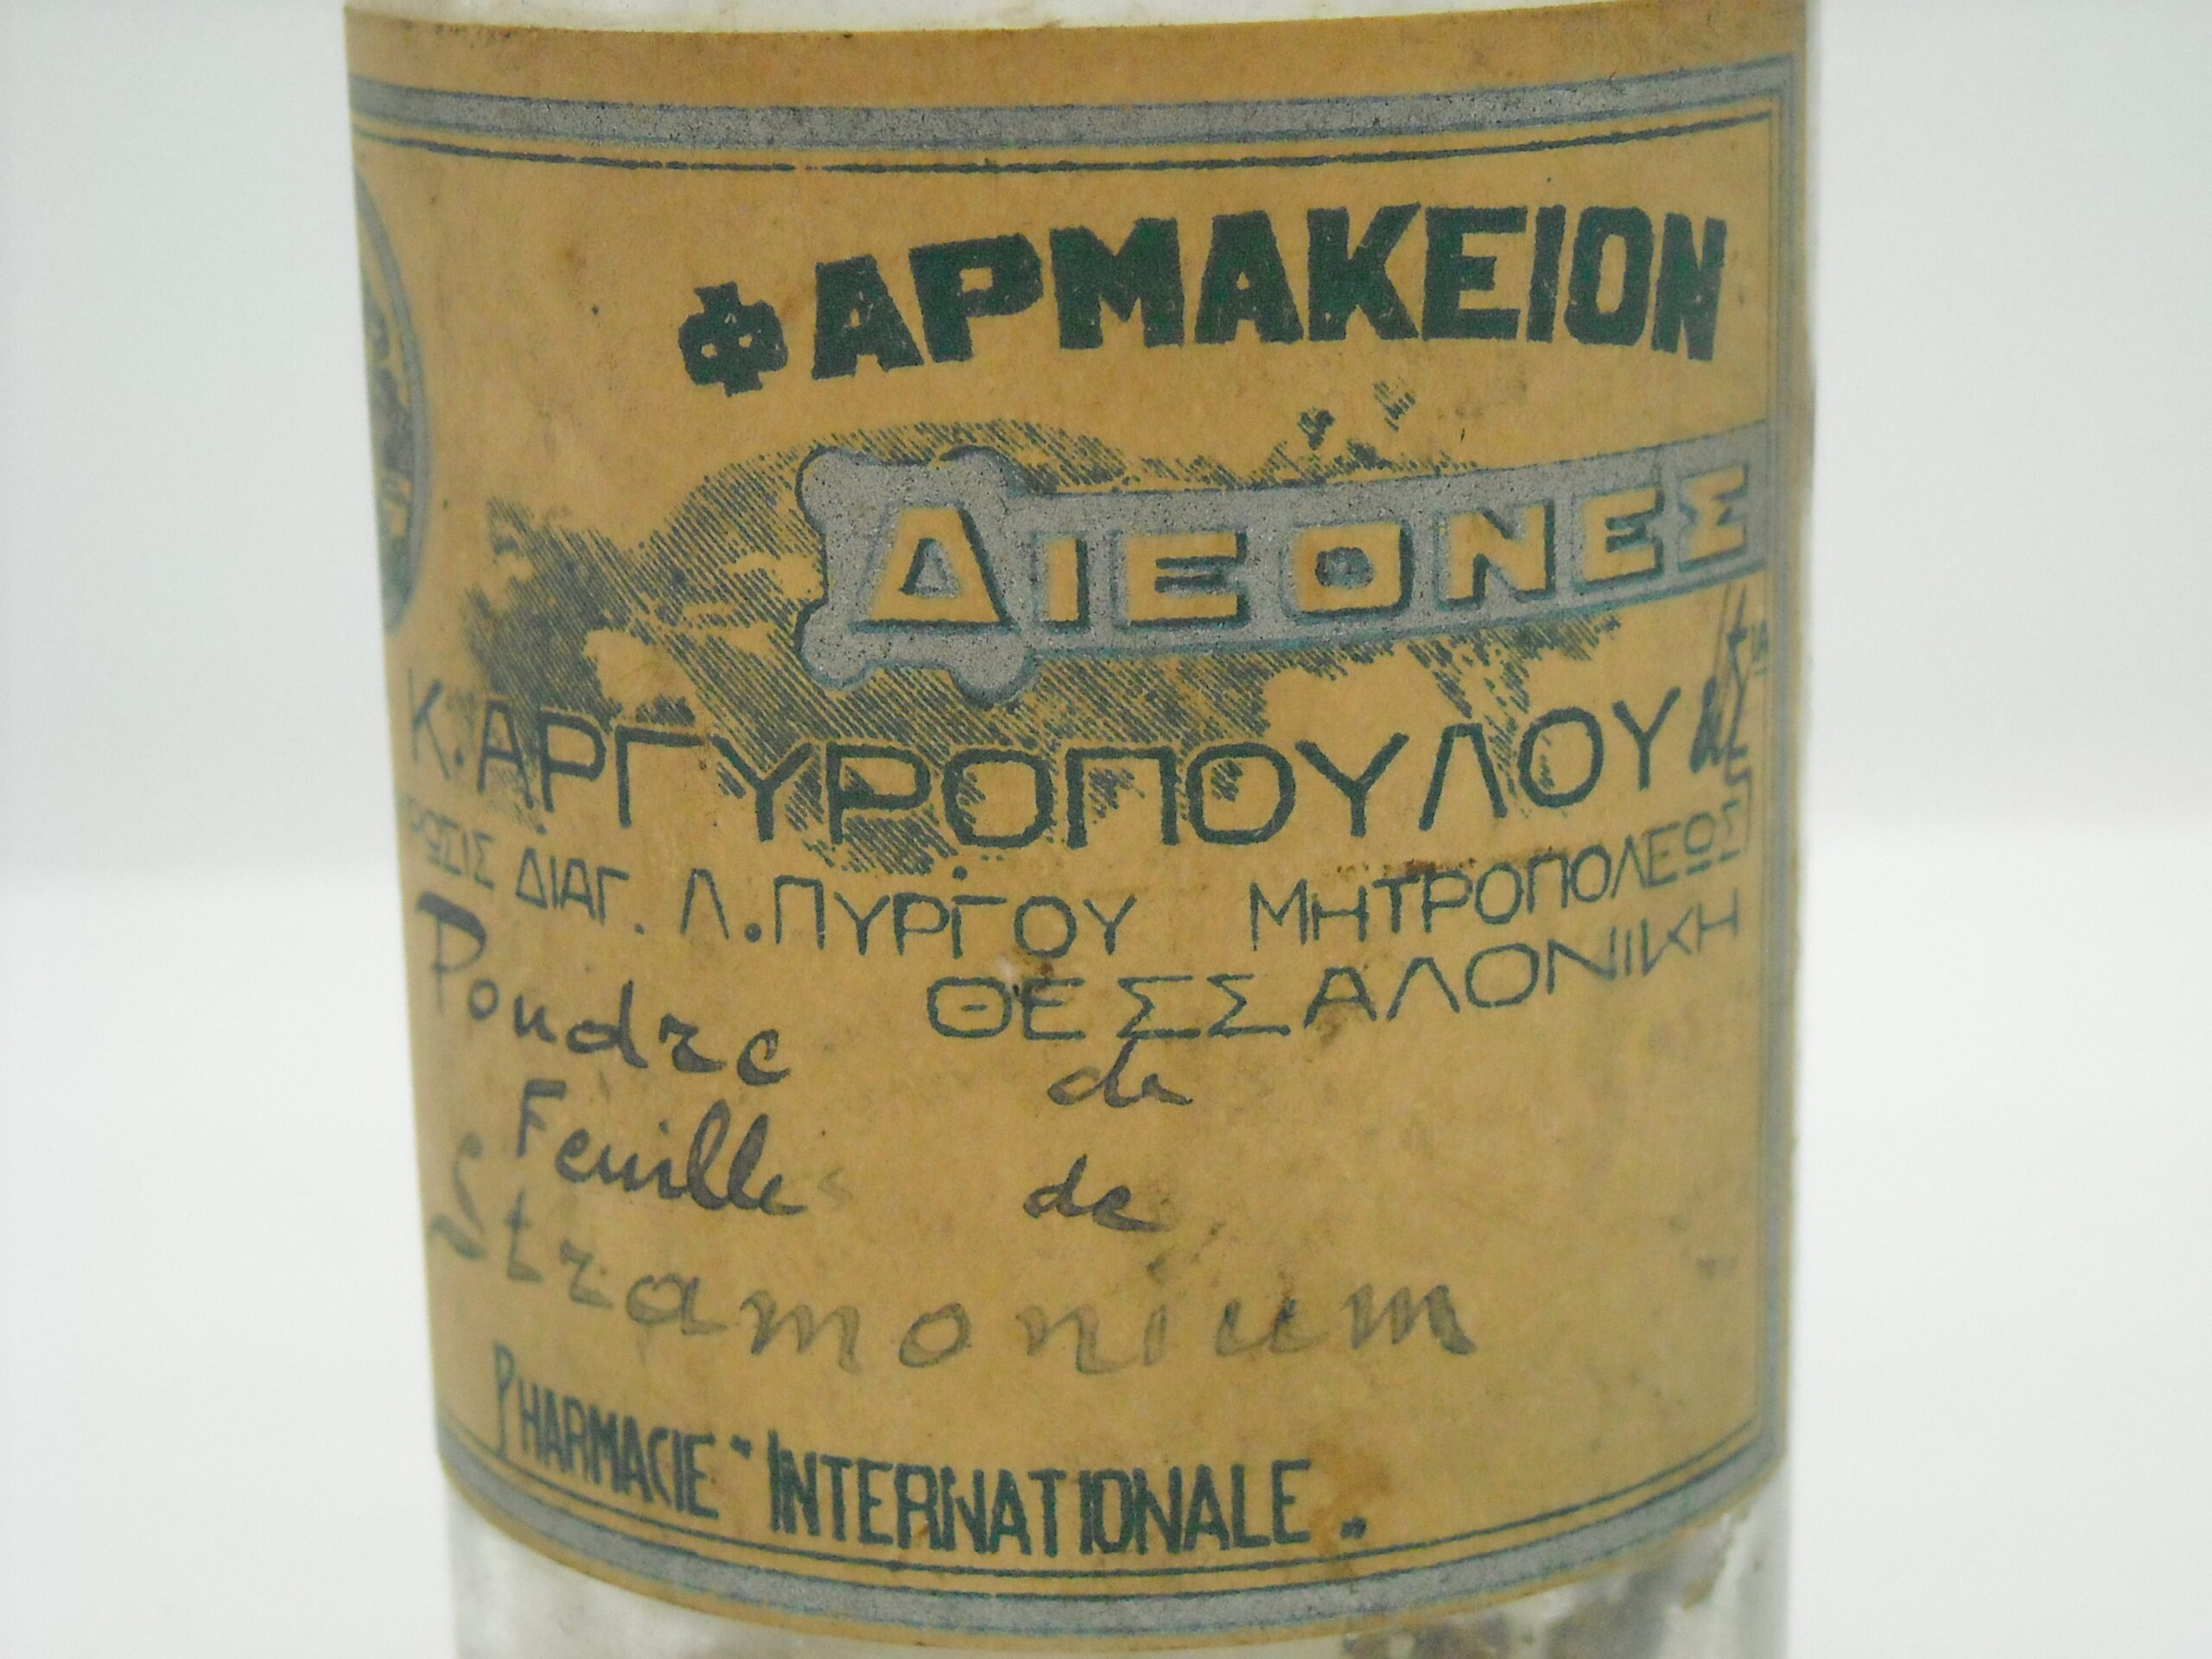 ΦΑΡΜΑΚΕΙΟΝ
ΔΙΕΘΝΕΣ
Κ. ΑΡΓΥΡΟΠΟΥΛΟΥ
ΔΙΑΓ. Λ. ΠΥΡΓΟΥ ΜΗΤΡΟΠΟΛΕΩΣ
ΘΕΣΣΑΛΟΝΙΚΗ
Poudre de
Feuille de
Stramonium
PHARMACIE "INTERNATIONALE".